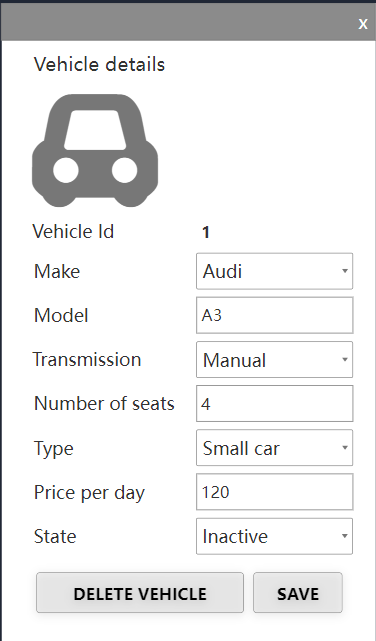 x
Vehicle details
Vehicle Id 1
Make Audi
Model A3
Transmission Manual
Number of seats 4
Type Small car
Price per day 120
State Inactive
DELETE VEHICLE SAVE